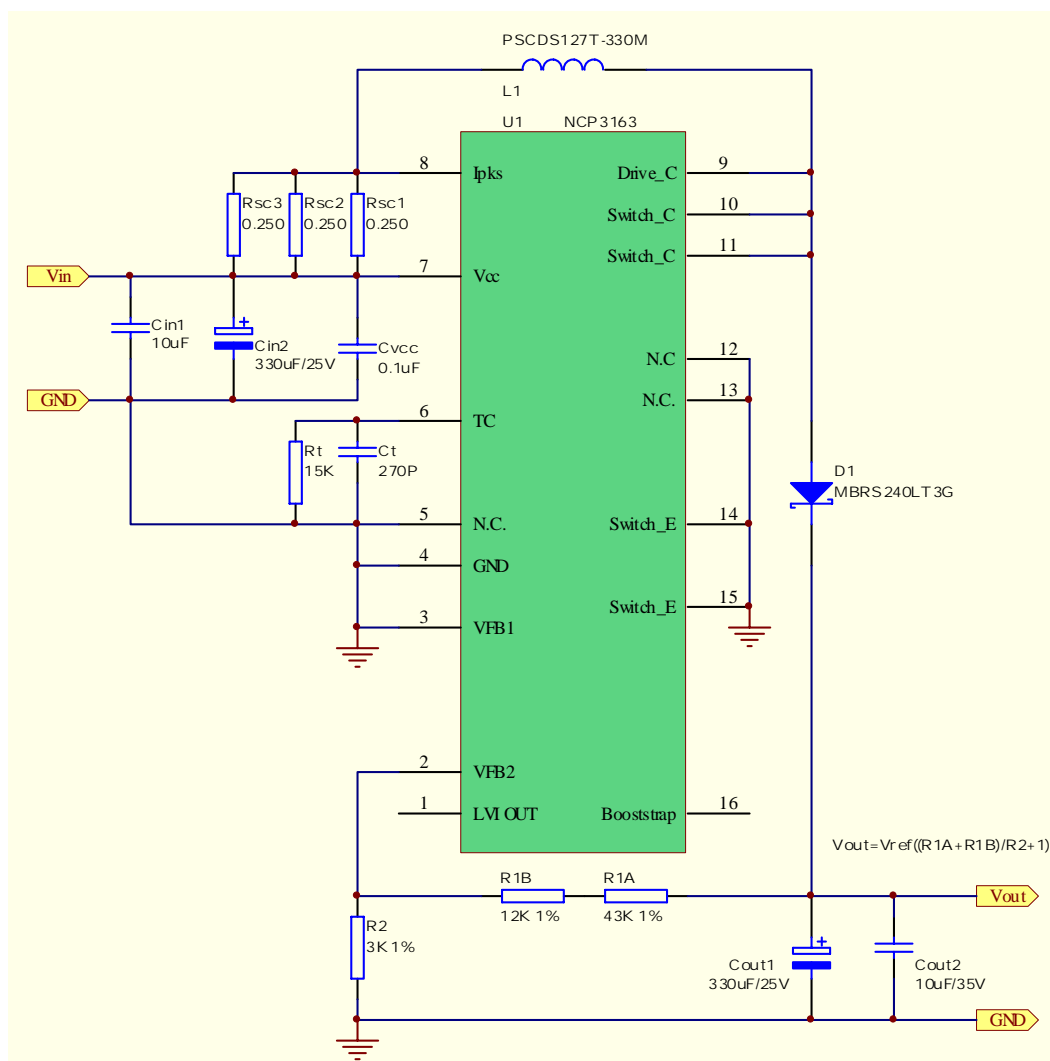 PSCDS127T-330M
L1
U1 NCP3163
8 Ipks Drive_C 9
Rsc3 Rsc2 Rsc1
0.250 0.250 0.250
Switch_C 10
Switch_C 11
Vin 7 Vcc
Cin1
10uF
Cin2
330uF/25V
Cvcc
0.1uF
N.C 12
N.C. 13
GND
6 TC
Rt
15K
Ct
270P
D1
MBRS240LT3G
5 N.C. Switch_E 14
4 GND
Switch_E 15
3 VFB1
2 VFB2
1 LVI OUT Booststrap 16
Vout=Vref((R1A+R1B)/R2+1)
R1B R1A
12K 1% 43K 1%
Vout
R2
3K 1%
Cout1
330uF/25V
Cout2
10uF/35V
GND